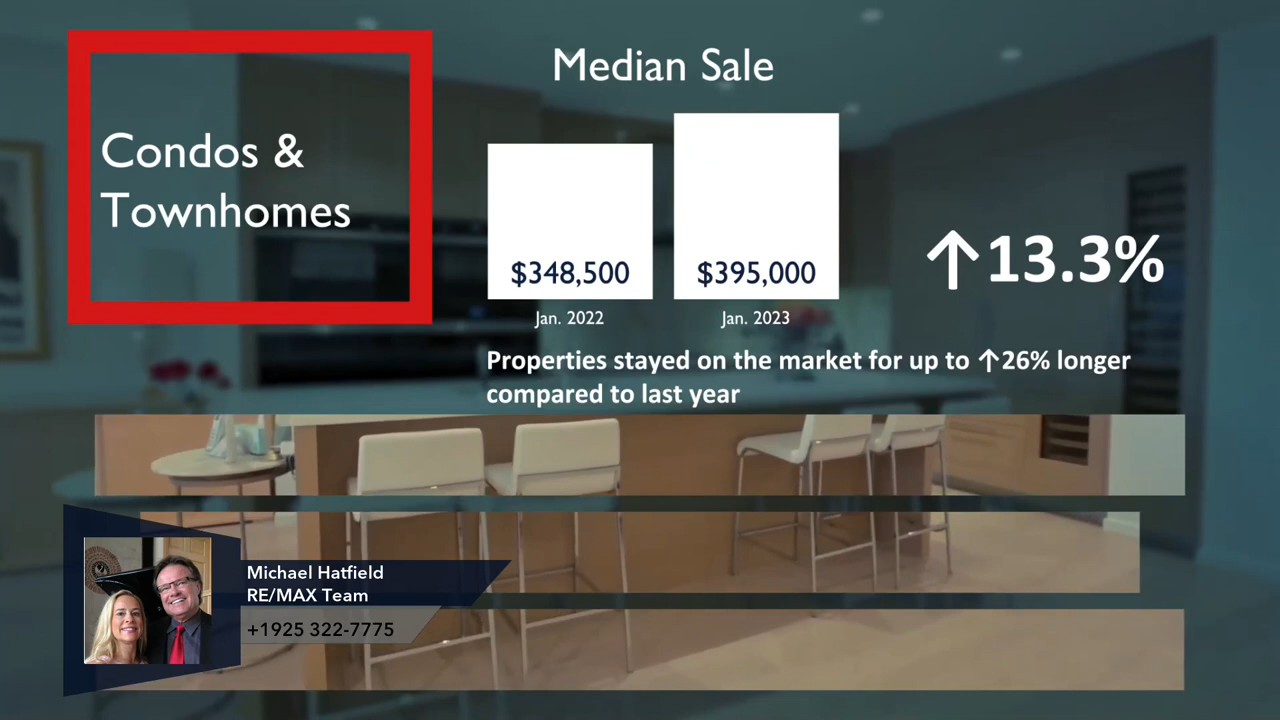 Condos &
Townhomes
Median Sale
$348,500
$395,000
Jan. 2022
Jan. 2023
↑13.3%
Properties stayed on the market for up to ↑26% longer
compared to last year
Michael Hatfield
RE/MAX Team
+1925 322-7775